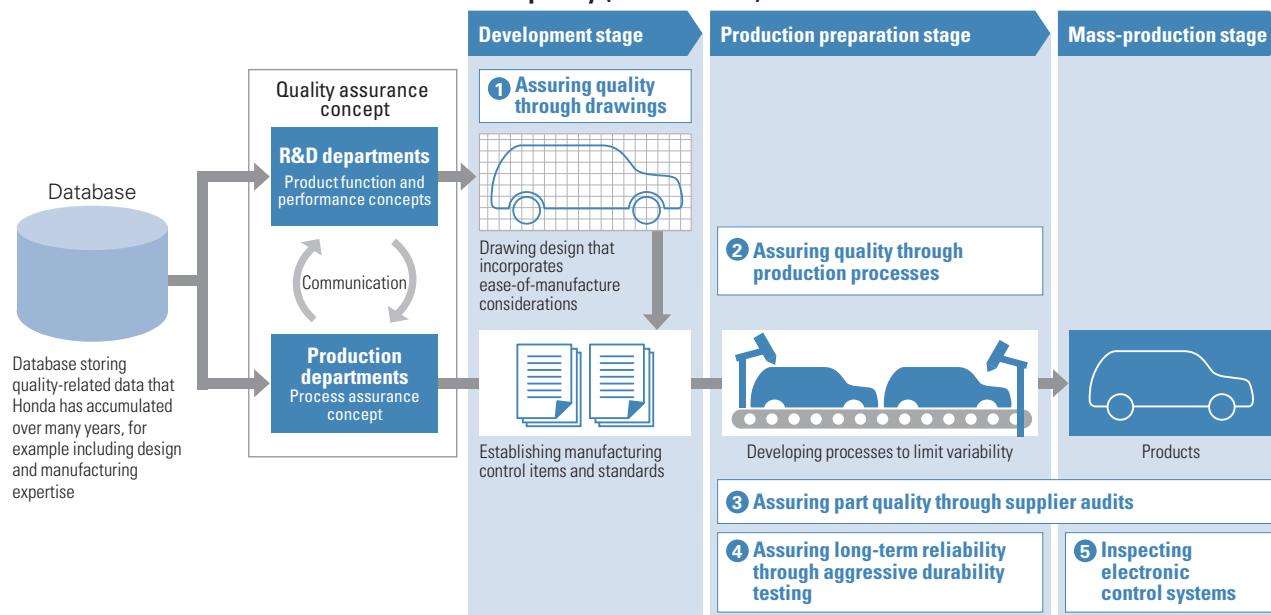 Development stage
Production preparation stage
Mass-production stage
Quality assurance
concept
R&D departments
Product function and
performance concepts
Communication
Production
departments
Process assurance
concept
Database
Database storing
quality-related data that
Honda has accumulated
over many years, for
example including design
and manufacturing
expertise
1 Assuring quality
through drawings
Drawing design that
incorporates
ease-of-manufacture
considerations
Establishing manufacturing
control items and standards
2 Assuring quality through
production processes
Developing processes to limit variability
Products
3 Assuring part quality through supplier audits
4 Assuring long-term reliability
through aggressive durability
testing
5 Inspecting
electronic
control systems